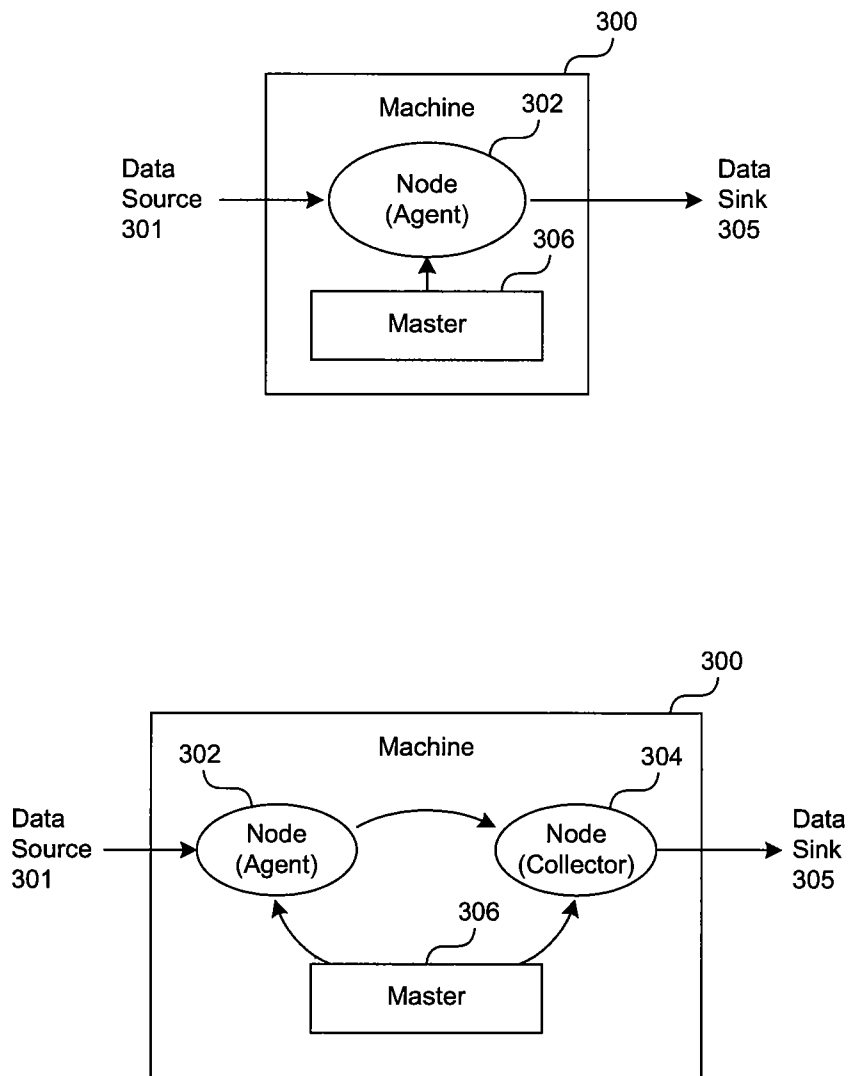 300
Machine
302
Data
Source
301
Node
(Agent)
Data
Sink
305
306
Master
300
Machine
302
304
Data
Source
301
Node
(Agent)
Node
(Collector)
Data
Sink
305
306
Master